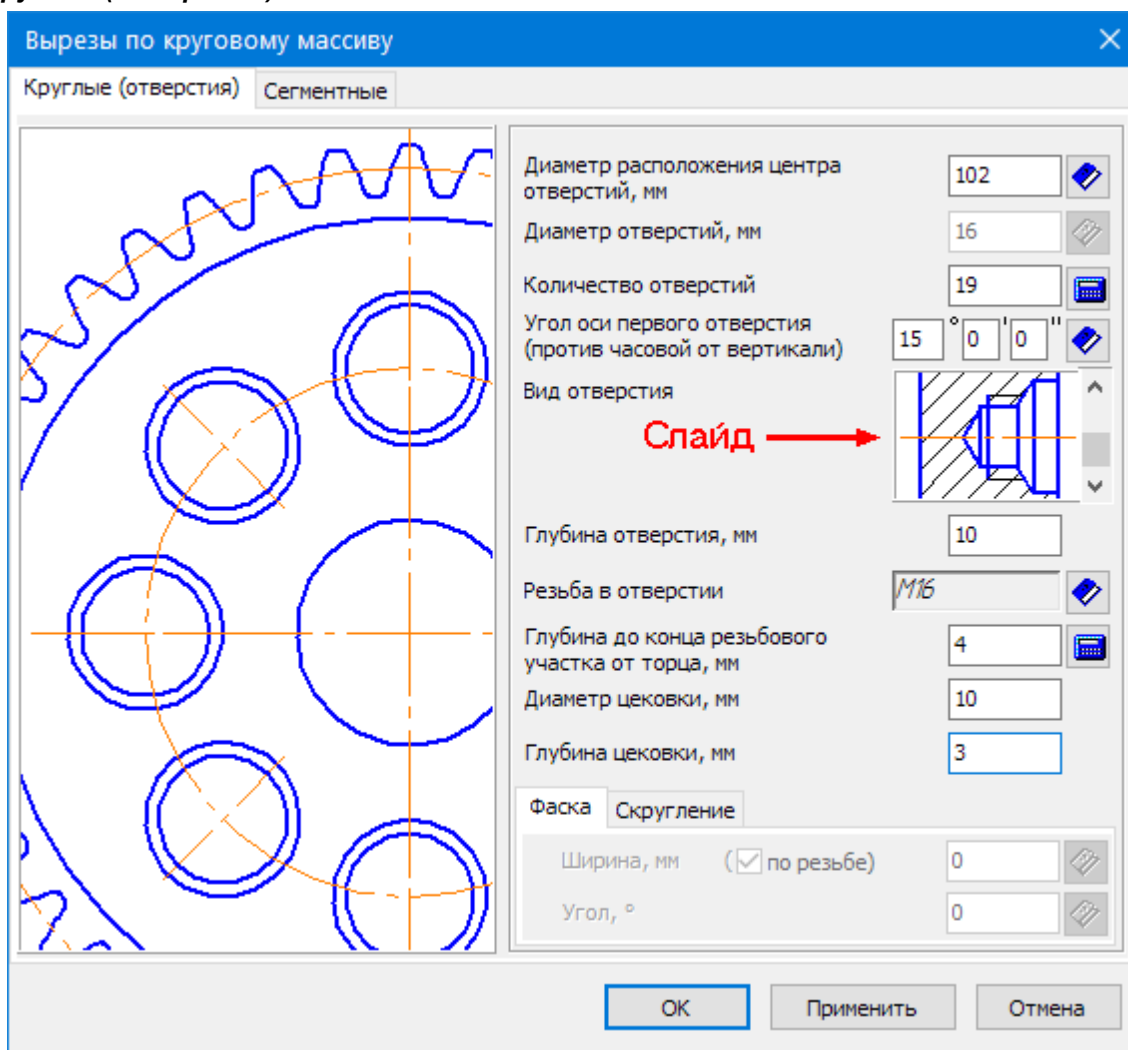 Вырезы по круговому массиву
Круглые (отверстия) Сегментные
Диаметр расположения центра
отверстий, мм
102
Диаметр отверстий, мм
16
Количество отверстий
19
Угол оси первого отверстия
(против часовой от вертикали)
15 ° 0 ' 0 "
Вид отверстия
Слайд
Глубина отверстия, мм
10
Резьба в отверстии
М16
Глубина до конца резьбового
участка от торца, мм
4
Диаметр цековки, мм
10
Глубина цековки, мм
3
Фаска Скругление
Ширина, мм (по резьбе)
0
Угол, °
0
ОК Применить Отмена